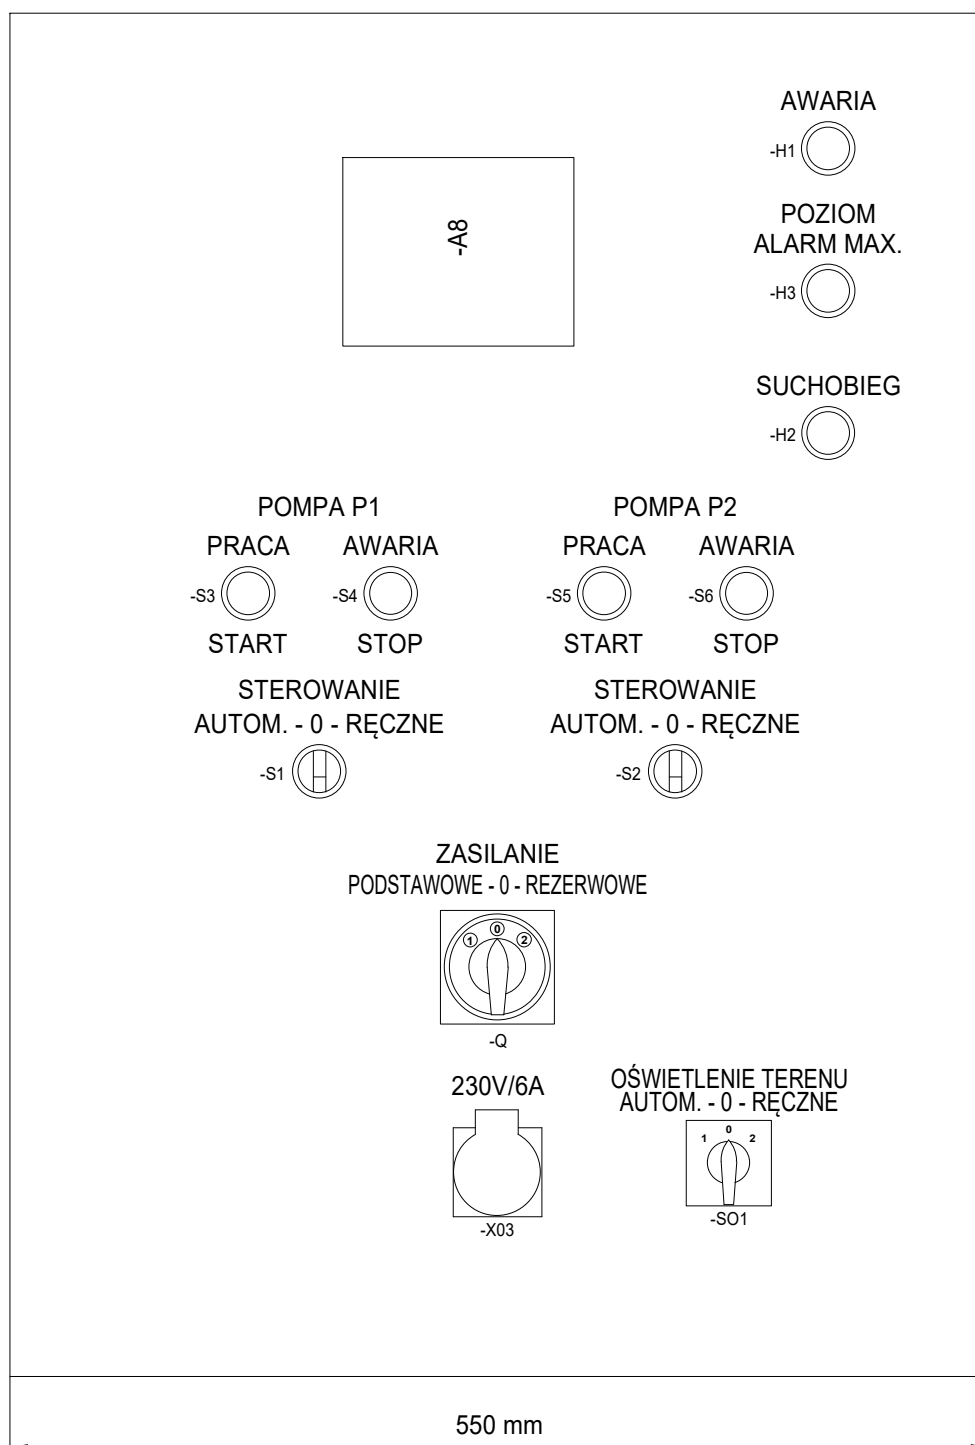 AWARIA
-H1
-A8
POZIOM
ALARM MAX.
-H3
SUCHOBIEG
-H2
POMPA P1
POMPA P2
PRACA
AWARIA
PRACA
AWARIA
-S3
-S4
-S5
-S6
START
STOP
START
STOP
STEROWANIE
STEROWANIE
AUTOM. - 0 - RĘCZNE
AUTOM. - 0 - RĘCZNE
-S1
-S2
ZASILANIE
PODSTAWOWE - 0 - REZERWOWE
1 0 2
-Q
230V/6A
OŚWIETLENIE TERENU
AUTOM. - 0 - RĘCZNE
1 0 2
-X03
-SO1
550 mm